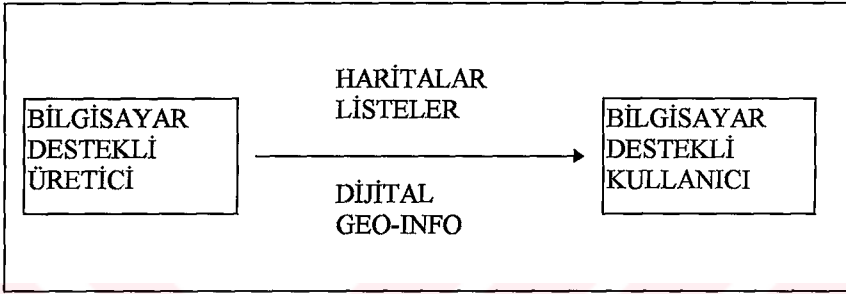 BİLGİSAYAR
DESTEKLİ
ÜRETİCİ
HARİTALAR
LİSTELER
DİJİTAL
GEO-INFO
BİLGİSAYAR
DESTEKLİ
KULLANICI